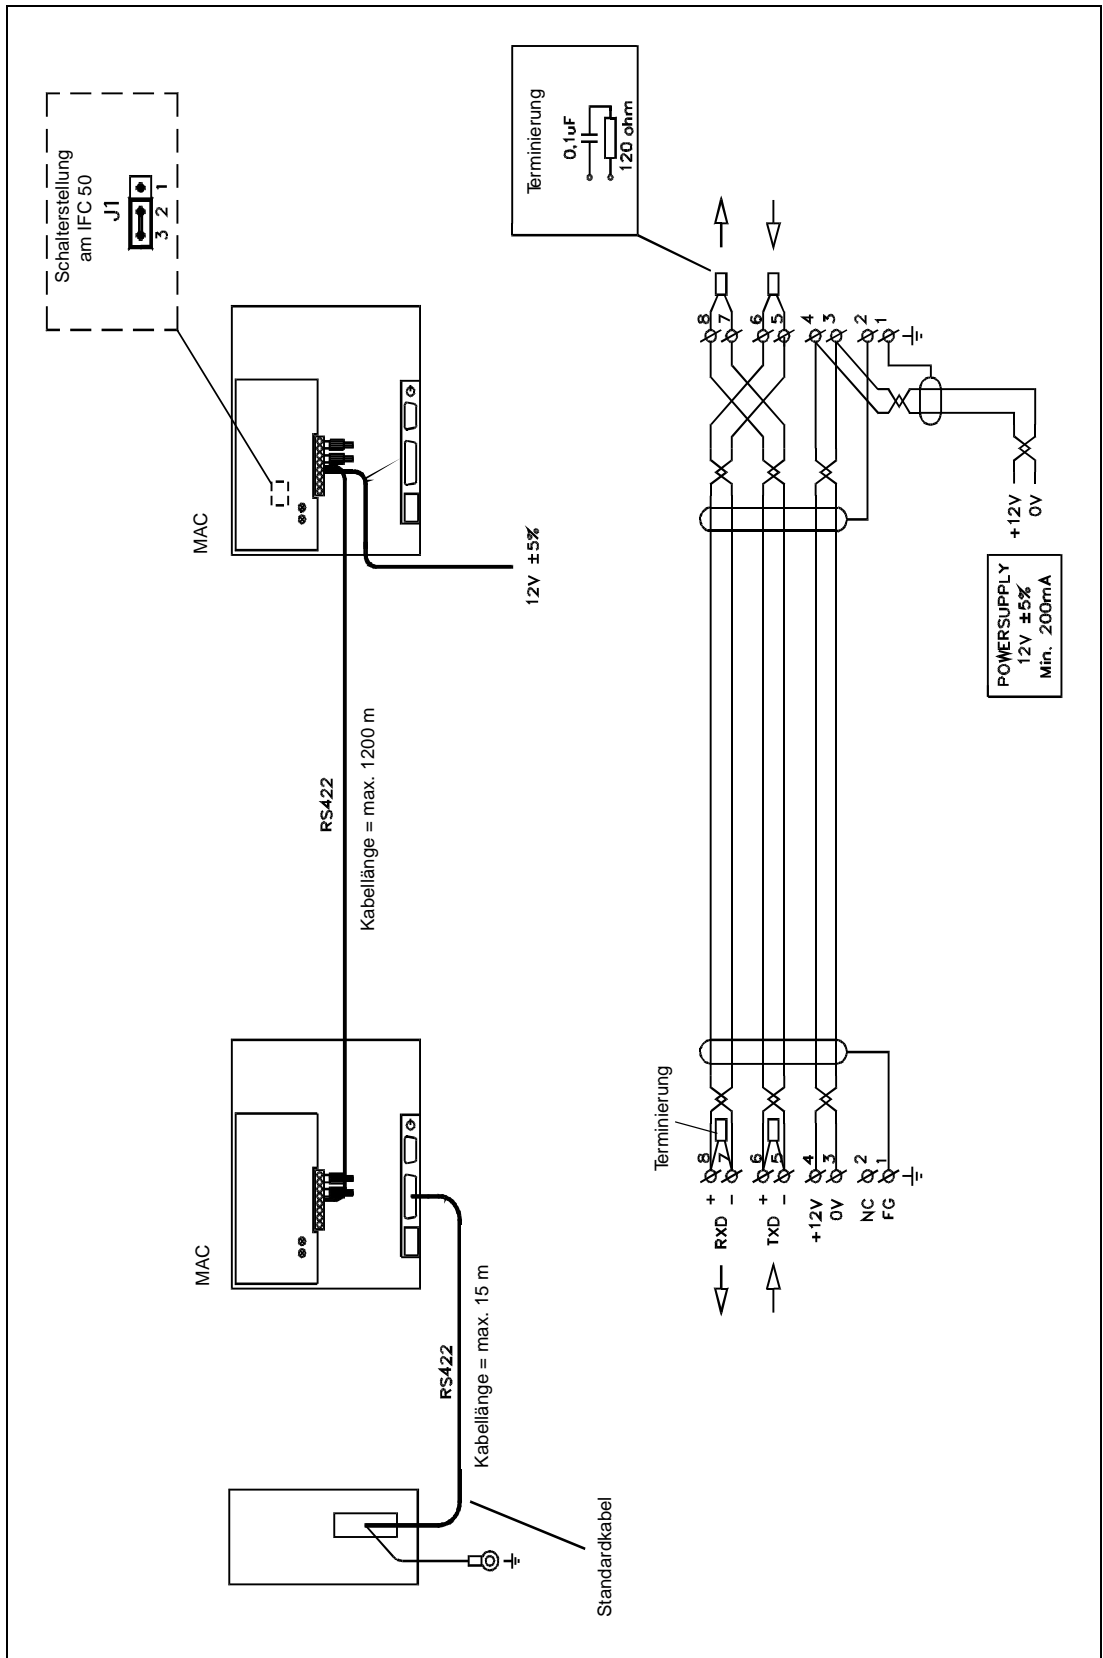 Schalterstellung
am IFC 50
J1
3 2 1
MAC
MAC
RS422
Kabellänge = max. 15 m
RS422
Kabellänge = max. 1200 m
12V ±5%
Standardkabel
Terminierung
0,1uF
120 ohm
Terminierung
RXD + 8
- 7
TXD + 6
- 5
+12V 4
0V 3
NC 2
FG 1
8
7
6
5
4
3
2
1
+12V
0V
POWERSUPPLY
12V ±5%
Min. 200mA